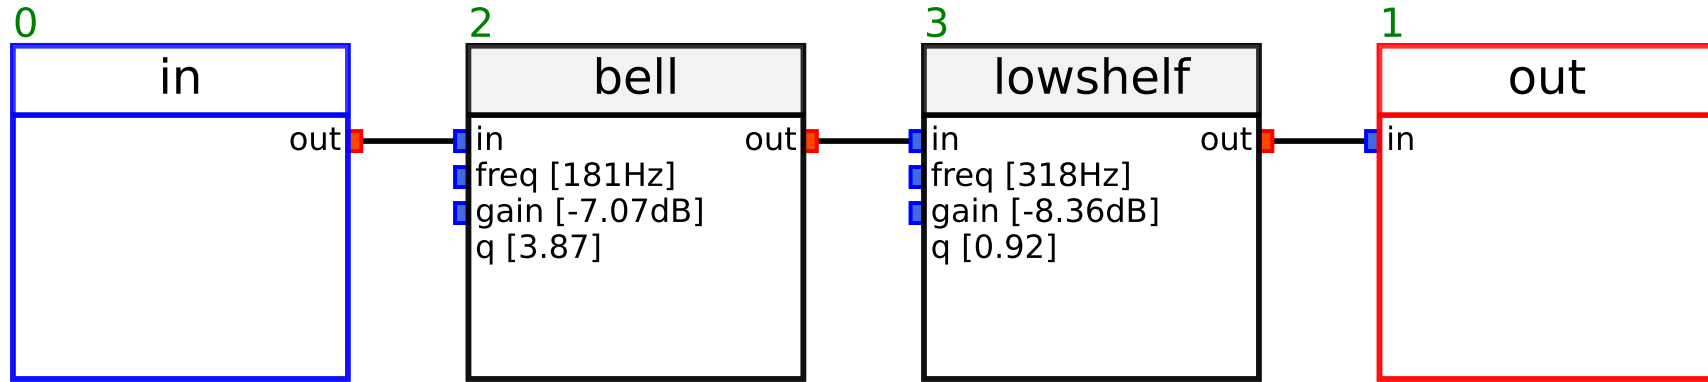 0
in
out
2
bell
in
out
freq [181Hz]
gain [-7.07dB]
q [3.87]
3
lowshelf
in
out
freq [318Hz]
gain [-8.36dB]
q [0.92]
1
out
in